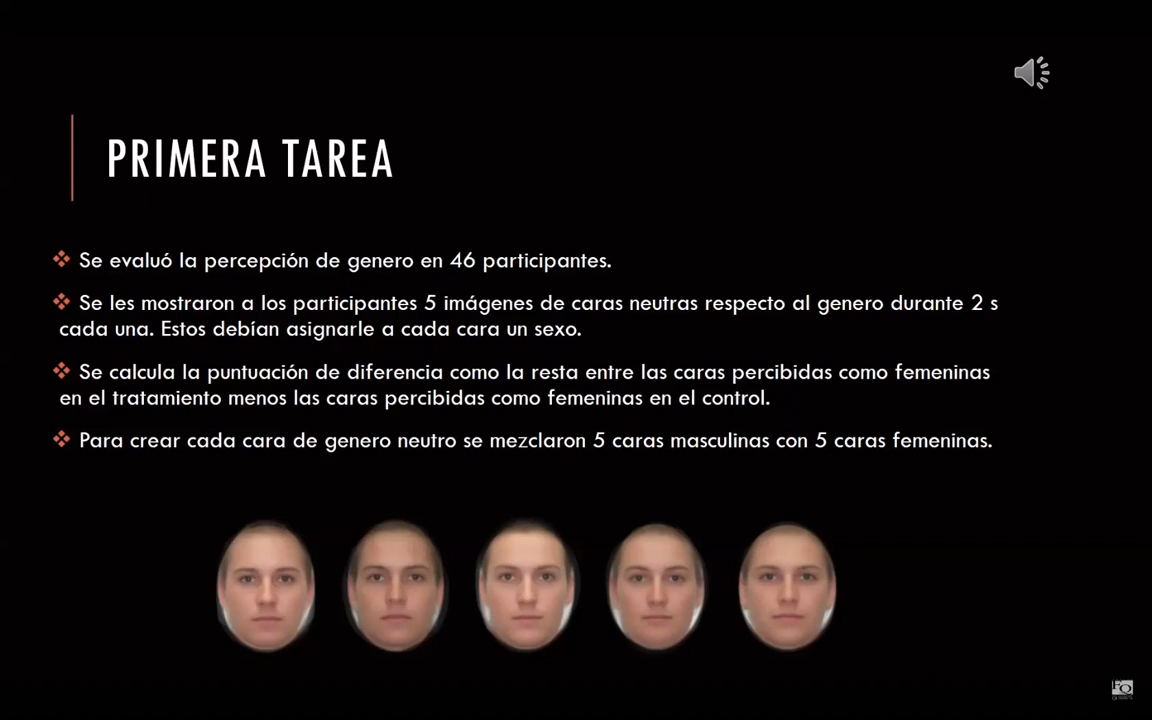 PRIMERA TAREA
Se evaluó la percepción de genero en 46 participantes.
Se les mostraron a los participantes 5 imágenes de caras neutras respecto al genero durante 2 s
cada una. Estos debían asignarle a cada cara un sexo.
Se calcula la puntuación de diferencia como la resta entre las caras percibidas como femeninas
en el tratamiento menos las caras percibidas como femeninas en el control.
Para crear cada cara de genero neutro se mezclaron 5 caras masculinas con 5 caras femeninas.